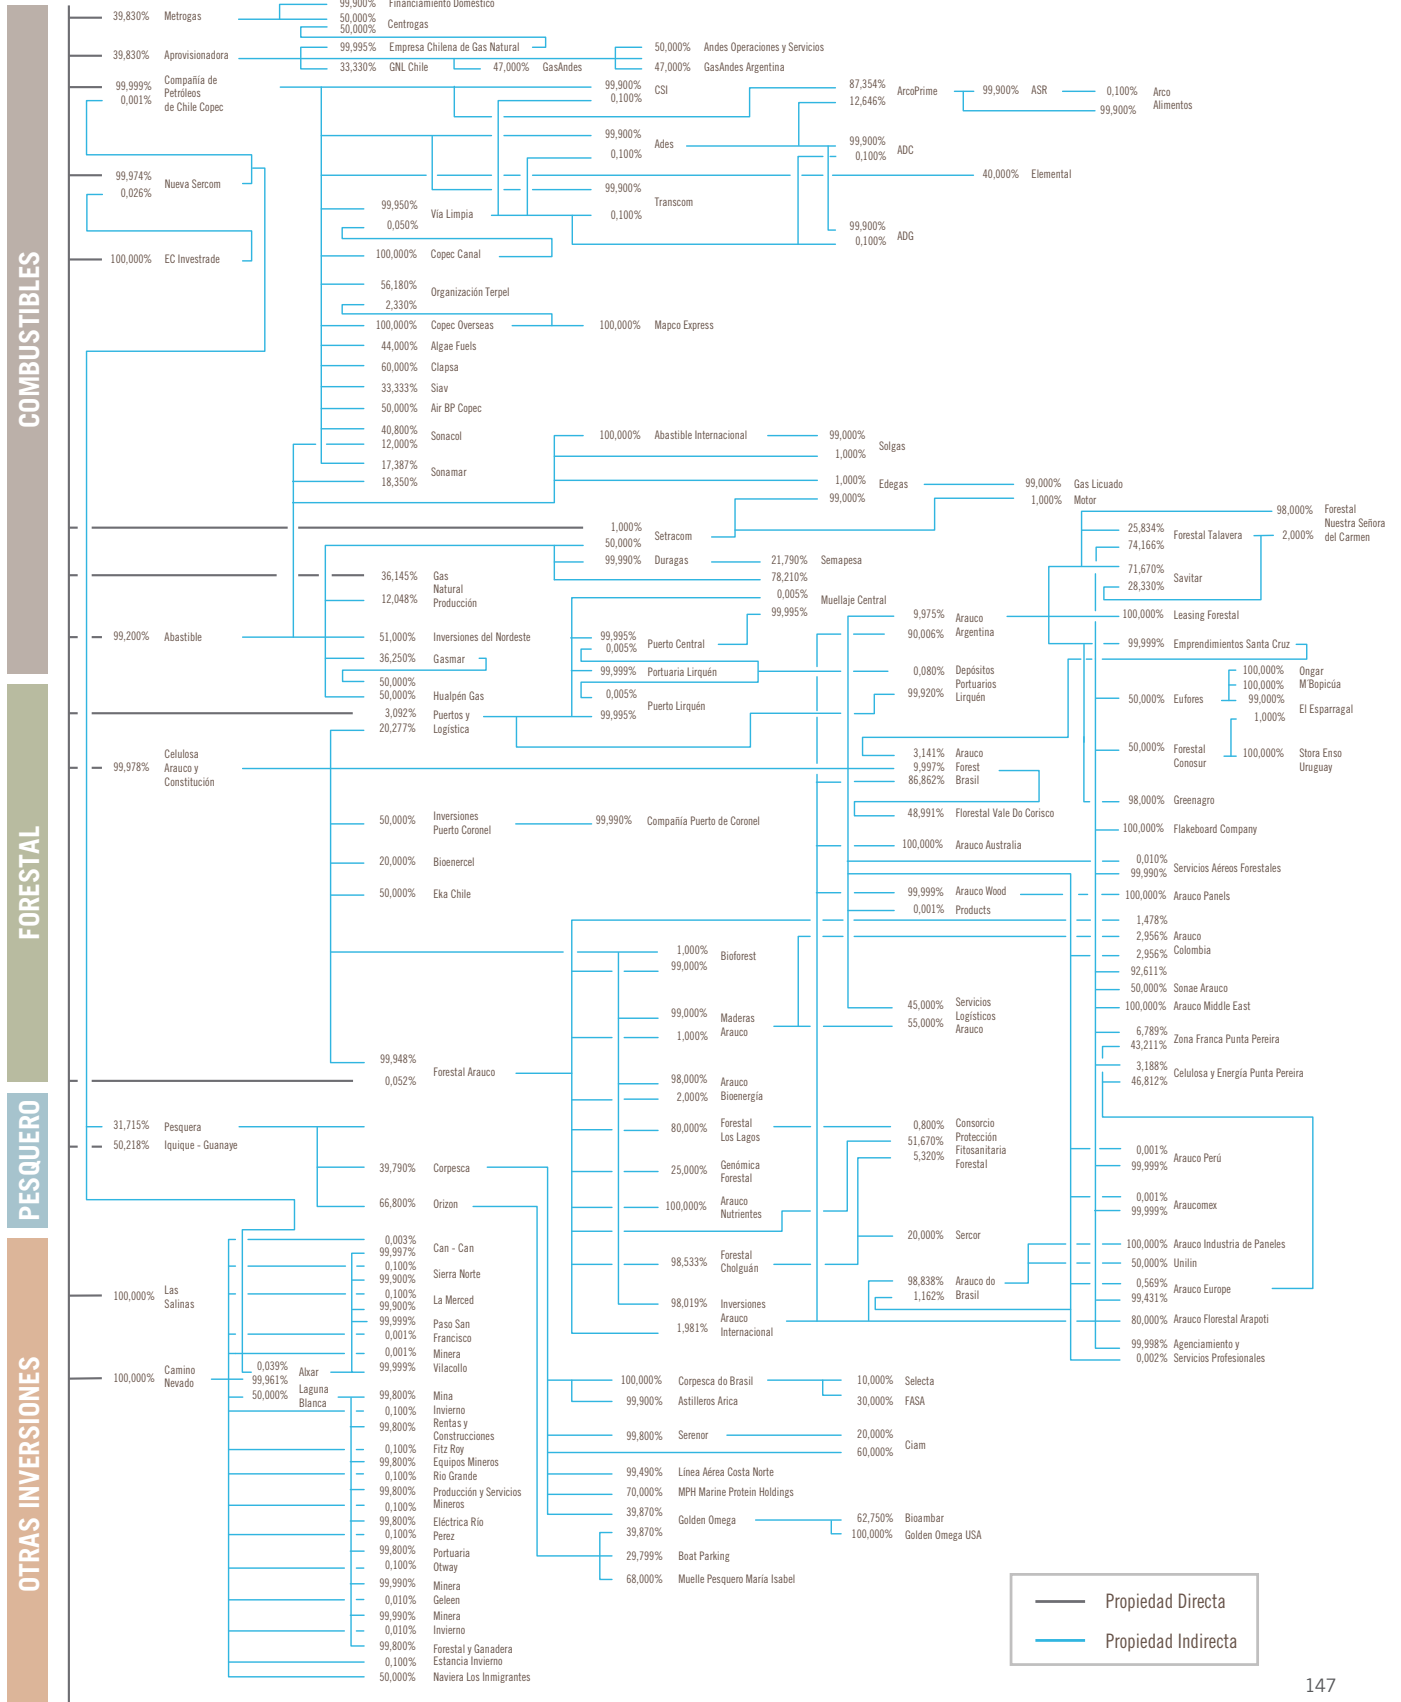 COMBUSTIBLES
FORESTAL
PESQUERO
OTRAS INVERSIONES
99,900% Financiamiento Doméstico
39,830% Metrogas
50,000%
50,000%
Centrogas
99,995% Empresa Chilena de Gas Natural
50,000% Andes Operaciones y Servicios
39,830% Aprovisionadora
33,330% GNL Chile
47,000% GasAndes
47,000% GasAndes Argentina
99,999% Compañía de
Petróleos
0,001%
de Chile Copec
99,900% CSI
0,100%
87,354% ArcoPrime
12,646%
99,900% ASR
0,100% Arco
99,900% Alimentos
99,900%
Ades
0,100%
99,900%
ADC
0,100%
99,974%
Nueva Sercom
0,026%
40,000% Elemental
99,900%
Transcom
0,100%
99,950%
Vía Limpia
0,050%
99,900%
ADG
0,100%
100,000% EC Investrade
100,000% Copec Canal
56,180%
Organización Terpel
2,330%
100,000% Copec Overseas
100,000% Mapco Express
44,000% Algae Fuels
60,000% Clapsa
33,333% Siav
50,000% Air BP Copec
40,800%
Sonacol
12,000%
17,387%
Sonamar
18,350%
100,000% Abastible Internacional
99,000%
Solgas
1,000%
1,000%
Edegas
99,000%
99,000% Gas Licuado
1,000% Motor
1,000%
Setracom
50,000%
99,990% Duragas
21,790% Semapesa
78,210%
98,000% Forestal
Nuestra Señora
2,000% del Carmen
25,834%
Forestal Talavera
74,166%
71,670%
Savitar
28,330%
36,145% Gas
Natural
12,048% Producción
0,005%
Muellaje Central
99,995%
9,975% Arauco
90,006% Argentina
100,000% Leasing Forestal
99,200% Abastible
51,000% Inversiones del Nordeste
99,995%
Puerto Central
0,005%
99,999% Emprendimientos Santa Cruz
36,250% Gasmar
50,000%
50,000% Hualpén Gas
99,999% Portuaria Lirquén
0,005%
Puerto Lirquén
99,995%
0,080% Depósitos
Portuarios
99,920% Lirquén
100,000% Ongar
100,000% M'Bopicúa
50,000% Eufores
99,000%
El Esparragal
1,000%
3,092% Puertos y
20,277% Logística
99,978% Celulosa
Arauco y
Constitución
3,141% Arauco
9,997% Forest
86,862% Brasil
50,000% Forestal
Conosur
100,000% Stora Enso
Uruguay
98,000% Greenagro
48,991% Florestal Vale Do Corisco
50,000% Inversiones
Puerto Coronel
99,990% Compañía Puerto de Coronel
100,000% Flakeboard Company
100,000% Arauco Australia
20,000% Bioenercel
0,010%
Servicios Aéreos Forestales
99,990%
50,000% Eka Chile
99,999% Arauco Wood
0,001% Products
100,000% Arauco Panels
1,478%
2,956% Arauco
Colombia
2,956%
92,611%
1,000%
Bioforest
99,000%
50,000% Sonae Arauco
100,000% Arauco Middle East
99,000% Maderas
1,000% Arauco
45,000% Servicios
Logísticos
55,000% Arauco
6,789%
Zona Franca Punta Pereira
43,211%
3,188%
Celulosa y Energía Punta Pereira
46,812%
99,948%
Forestal Arauco
0,052%
98,000% Arauco
2,000% Bioenergía
31,715% Pesquera
50,218% Iquique - Guanaye
80,000% Forestal
Los Lagos
0,800% Consorcio
51,670% Protección
Fitosanitaria
5,320% Forestal
0,001%
Arauco Perú
99,999%
39,790% Corpesca
25,000% Genómica
Forestal
66,800% Orizon
100,000% Arauco
Nutrientes
0,001%
Araucomex
99,999%
20,000% Sercor
100,000% Arauco Industria de Paneles
50,000% Unilin
0,003%
Can - Can
99,997%
0,100%
Sierra Norte
99,900%
0,100%
La Merced
99,900%
99,999% Paso San
0,001% Francisco
0,001% Minera
99,999% Vilacollo
98,533% Forestal
Cholguán
98,838% Arauco do
1,162% Brasil
0,569%
Arauco Europe
99,431%
100,000% Las
Salinas
98,019% Inversiones
Arauco
1,981% Internacional
80,000% Arauco Florestal Arapoti
99,998% Agenciamiento y
0,002% Servicios Profesionales
100,000% Camino
Nevado
0,039%
Alxar
99,961%
50,000% Laguna
Blanca
100,000% Corpesca do Brasil
10,000% Selecta
99,900% Astilleros Arica
30,000% FASA
99,800% Mina
0,100% Invierno
99,800% Rentas y
Construcciones
0,100% Fitz Roy
99,800% Equipos Mineros
0,100% Rio Grande
99,800% Producción y Servicios
0,100% Mineros
99,800% Eléctrica Río
0,100% Perez
99,800% Portuaria
0,100% Otway
99,990% Minera
0,010% Geleen
99,990% Minera
0,010% Invierno
99,800% Forestal y Ganadera
0,100% Estancia Invierno
50,000% Naviera Los Inmigrantes
99,800% Serenor
20,000%
Ciam
60,000%
99,490% Línea Aérea Costa Norte
70,000% MPH Marine Protein Holdings
39,870%
Golden Omega
39,870%
62,750% Bioambar
100,000% Golden Omega USA
29,799% Boat Parking
68,000% Muelle Pesquero María Isabel
Propiedad Directa
Propiedad Indirecta
147